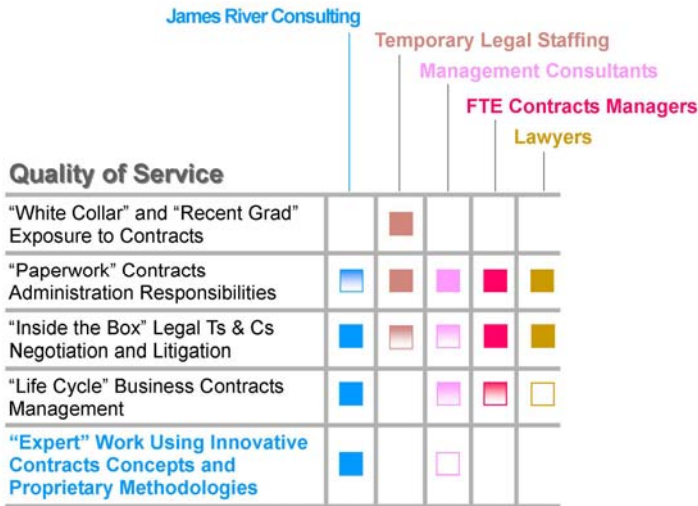 James River Consulting
Temporary Legal Staffing
Management Consultants
FTE Contracts Managers
Lawyers
Quality of Service
“White Collar” and “Recent Grad”
Exposure to Contracts
“Paperwork” Contracts
Administration Responsibilities
“Inside the Box” Legal Ts & Cs
Negotiation and Litigation
“Life Cycle” Business Contracts
Management
“Expert” Work Using Innovative
Contracts Concepts and
Proprietary Methodologies